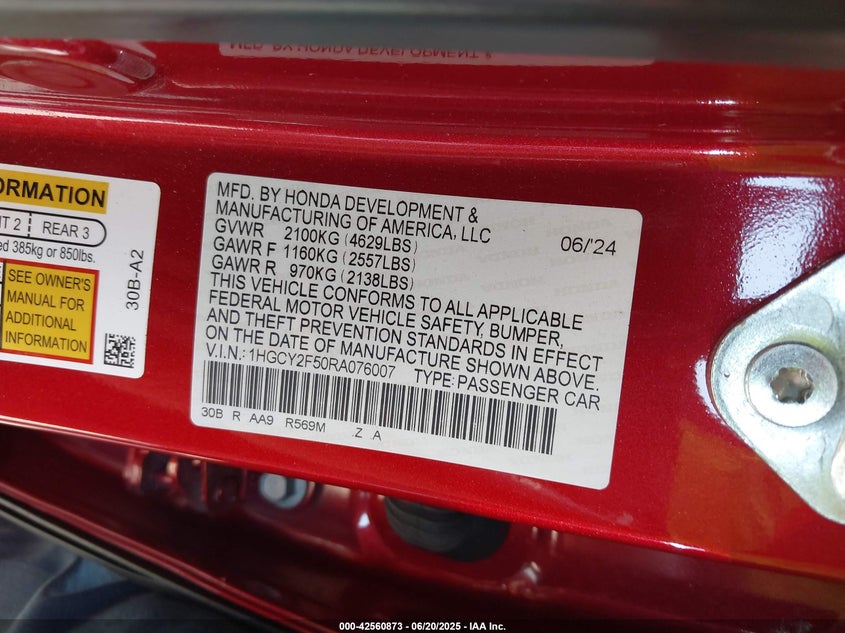 ORMATION
T 2 REAR 3
ed 385kg or 850lbs.
SEE OWNER'S
MANUAL FOR
ADDITIONAL
INFORMATION
30B-A2
MFD. BY HONDA DEVELOPMENT &
MANUFACTURING OF AMERICA, LLC
GVWR 2100KG (4629LBS) 06/24
GAWR F 1160KG (2557LBS)
GAWR R 970KG (2138LBS)
THIS VEHICLE CONFORMS TO ALL APPLICABLE
FEDERAL MOTOR VEHICLE SAFETY, BUMPER,
AND THEFT PREVENTION STANDARDS IN EFFECT
ON THE DATE OF MANUFACTURE SHOWN ABOVE.
V.I.N.: 1HGCY2F50RA076007 TYPE: PASSENGER CAR
30B R AA9 R569M .Z .A
000-42560873 - 06/20/2025 - IAA Inc.